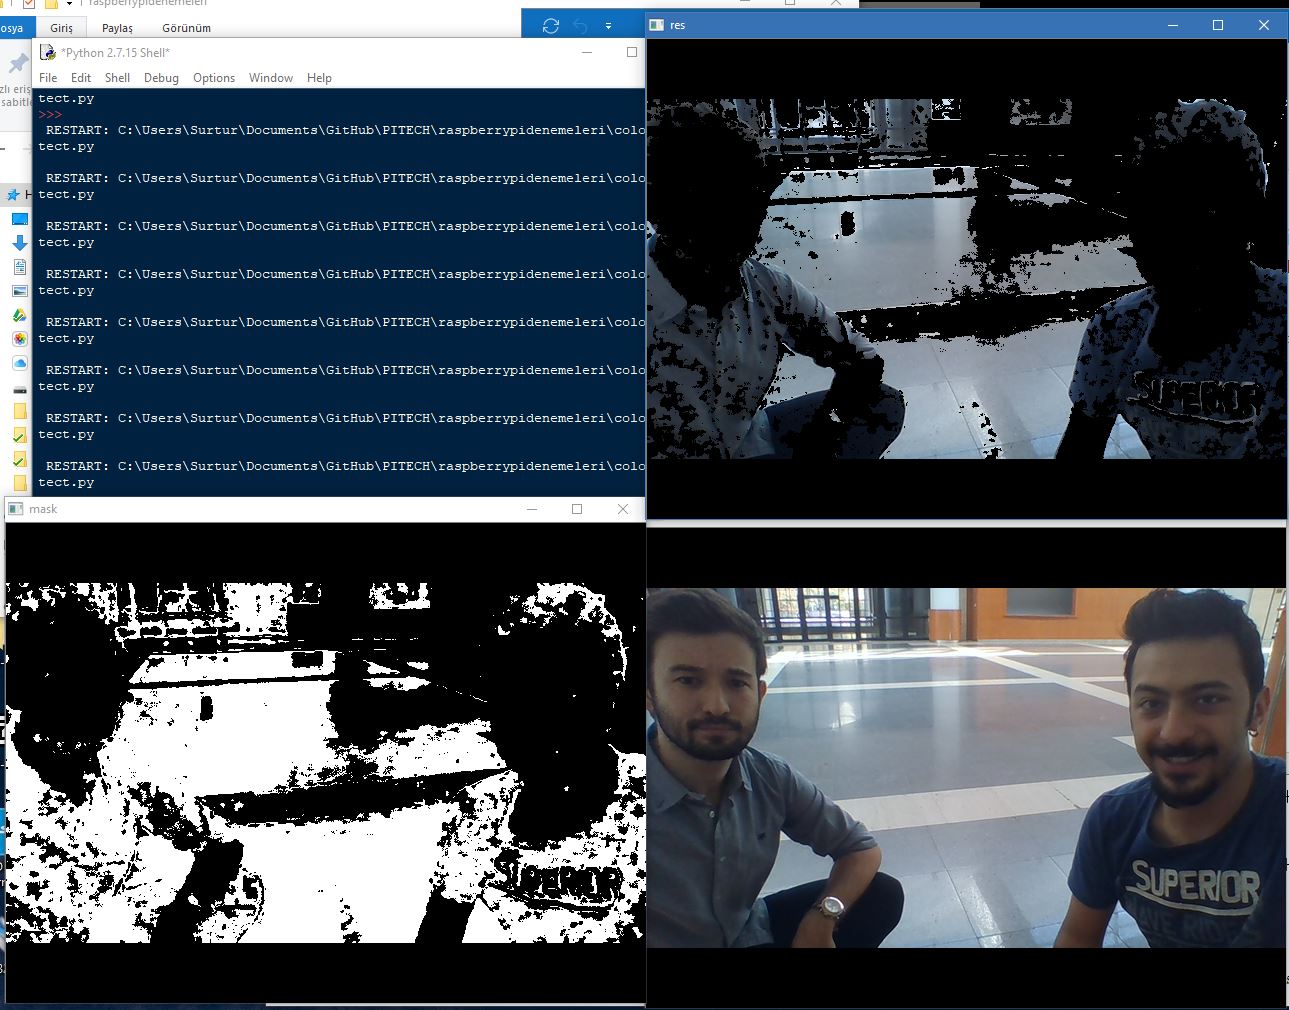 raspberrypidenemeleri
osya Giriş Paylaş Görünüm
*Python 2.7.15 Shell*
File Edit Shell Debug Options Window Help
tect.py
>>>
RESTART: C:\Users\Surtur\Documents\GitHub\PITECH\raspberrypidenemeleri\colo
tect.py
RESTART: C:\Users\Surtur\Documents\GitHub\PITECH\raspberrypidenemeleri\colo
tect.py
RESTART: C:\Users\Surtur\Documents\GitHub\PITECH\raspberrypidenemeleri\colo
tect.py
RESTART: C:\Users\Surtur\Documents\GitHub\PITECH\raspberrypidenemeleri\colo
tect.py
RESTART: C:\Users\Surtur\Documents\GitHub\PITECH\raspberrypidenemeleri\colo
tect.py
RESTART: C:\Users\Surtur\Documents\GitHub\PITECH\raspberrypidenemeleri\colo
tect.py
RESTART: C:\Users\Surtur\Documents\GitHub\PITECH\raspberrypidenemeleri\colo
tect.py
RESTART: C:\Users\Surtur\Documents\GitHub\PITECH\raspberrypidenemeleri\colo
tect.py
res
SUPERIOR
mask
SUPERIOR
SUPERIOR